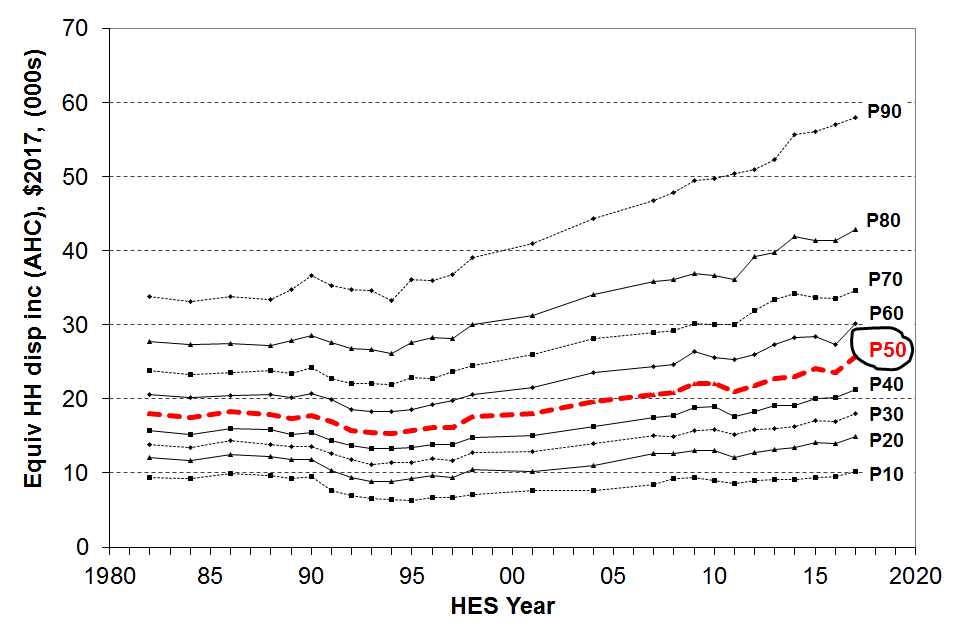 Equiv HH disp inc (AHC), $2017, (000s)
70
60
50
40
30
20
10
0
P90
P80
P70
P60
P50
P40
P30
P20
P10
1980 85 90 95 00 05 10 15 2020
HES Year